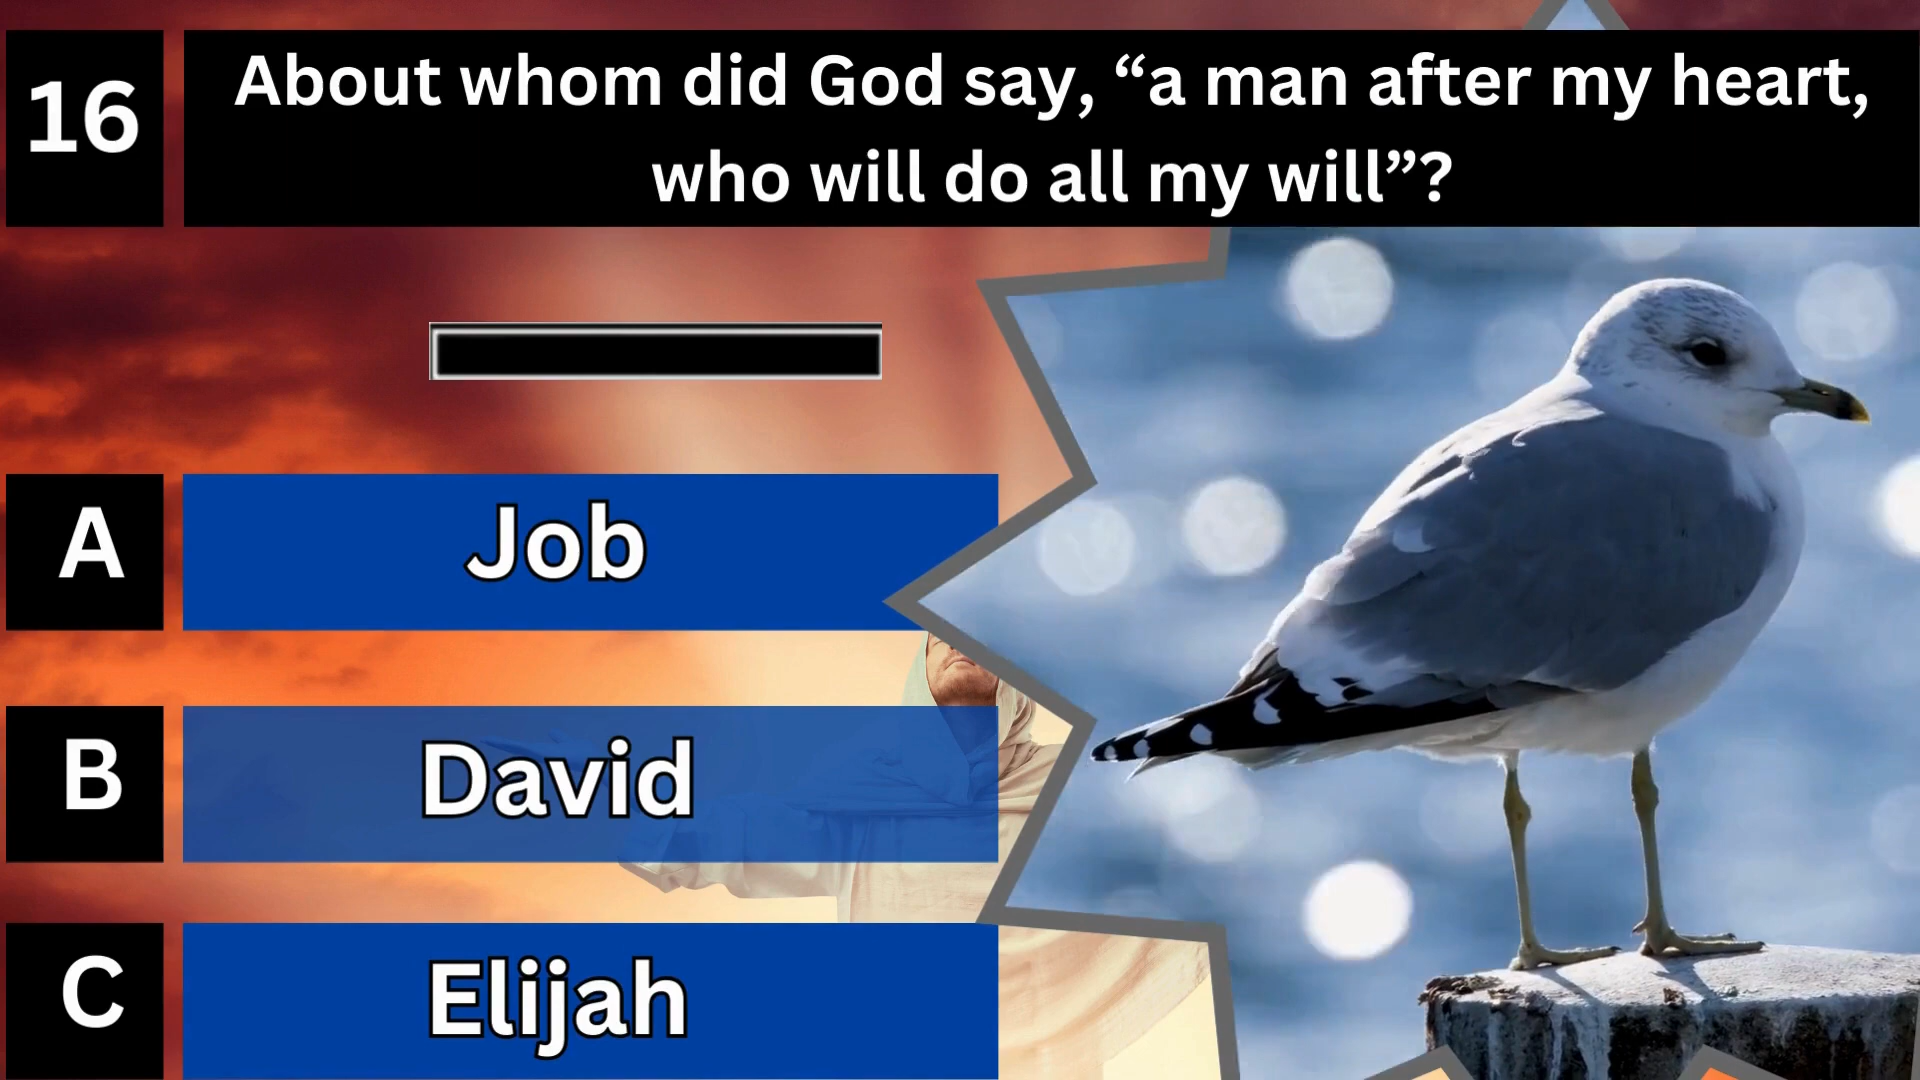 16
About whom did God say, “a man after my heart,
who will do all my will”?
A
Job
B
David
C
Elijah